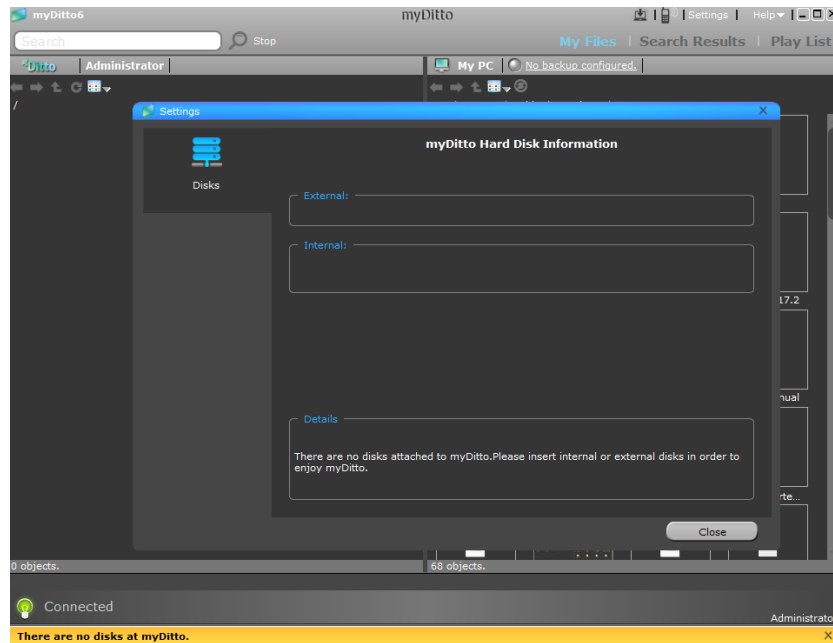 myDitto6
myDitto
Settings
Help
Search
Stop
My Files
Search Results
Play List
Ditto
Administrator
My PC
No backup configured.
/
Settings
X
Disks
myDitto Hard Disk Information
External:
Internal:
17.2
nual
Details
There are no disks attached to myDitto.Please insert internal or external disks in order to
enjoy myDitto.
rte...
Close
0 objects.
68 objects.
Connected
Administrato
There are no disks at myDitto.
X